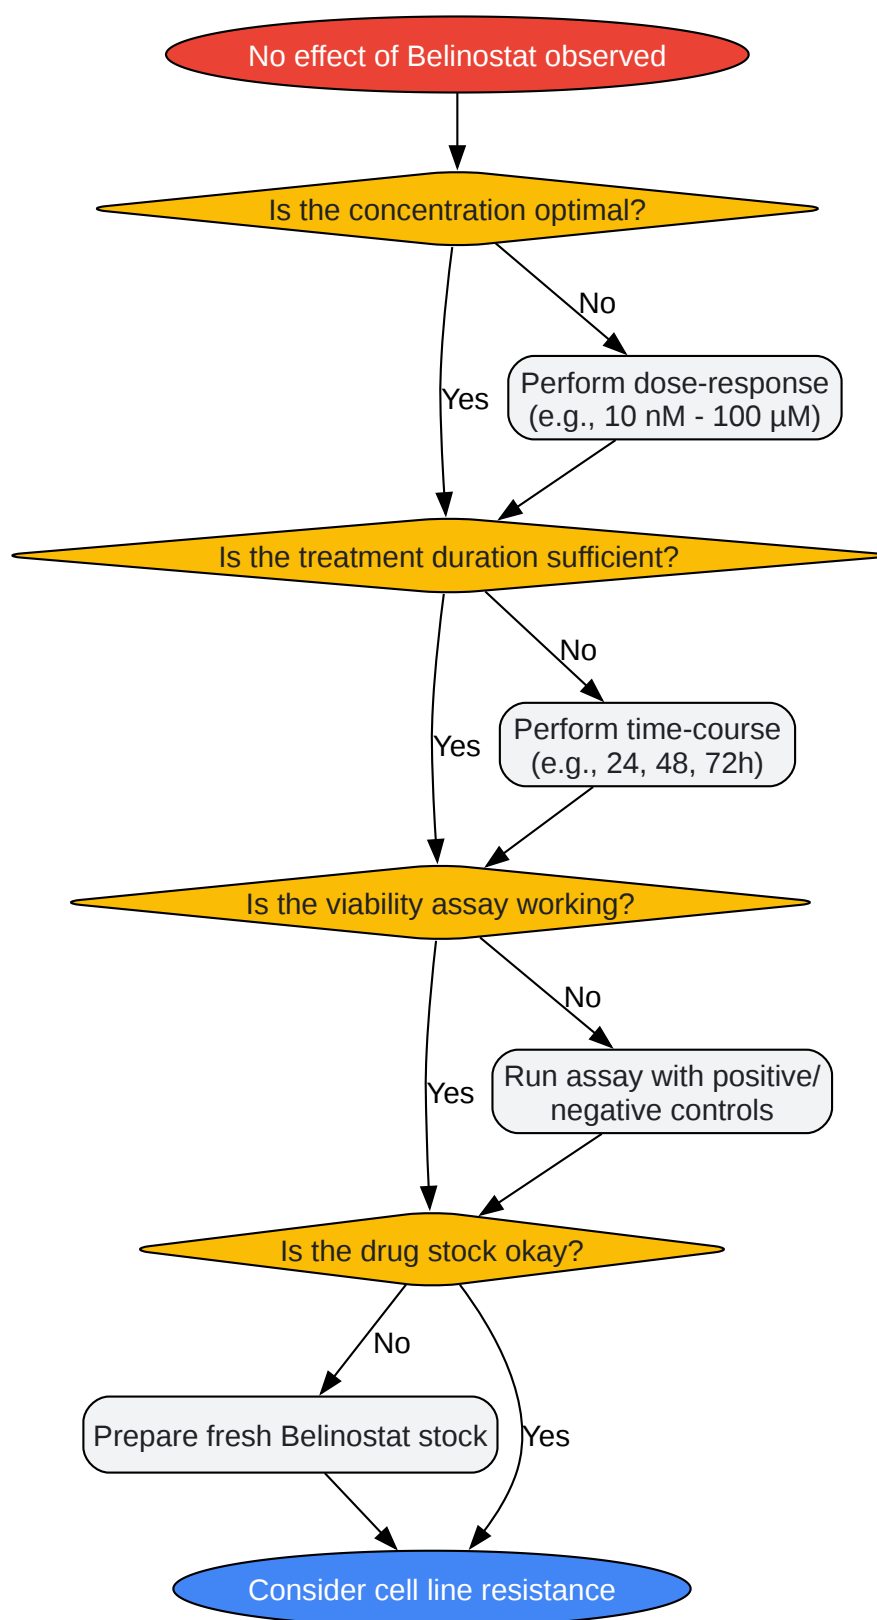 No effect of Belinostat observed
Is the concentration optimal?
No
Yes
Perform dose-response
(e.g., 10 nM - 100 µM)
Is the treatment duration sufficient?
No
Yes
Perform time-course
(e.g., 24, 48, 72h)
Is the viability assay working?
No
Yes
Run assay with positive/
negative controls
Is the drug stock okay?
No
Yes
Prepare fresh Belinostat stock
Consider cell line resistance